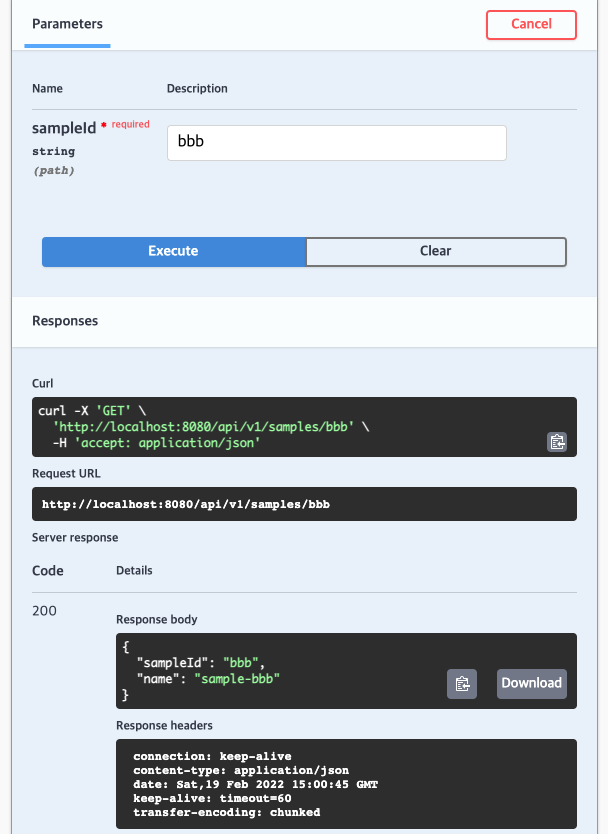 Parameters
Cancel
Name Description
sampleId * required
string
(path)
bbb
Execute Clear
Responses
Curl
curl -X 'GET' \
'http://localhost:8080/api/v1/samples/bbb' \
-H 'accept: application/json'
Request URL
http://localhost:8080/api/v1/samples/bbb
Server response
Code Details
200
Response body
{
"sampleId": "bbb",
"name": "sample-bbb"
}
Download
Response headers
connection: keep-alive
content-type: application/json
date: Sat,19 Feb 2022 15:00:45 GMT
keep-alive: timeout=60
transfer-encoding: chunked